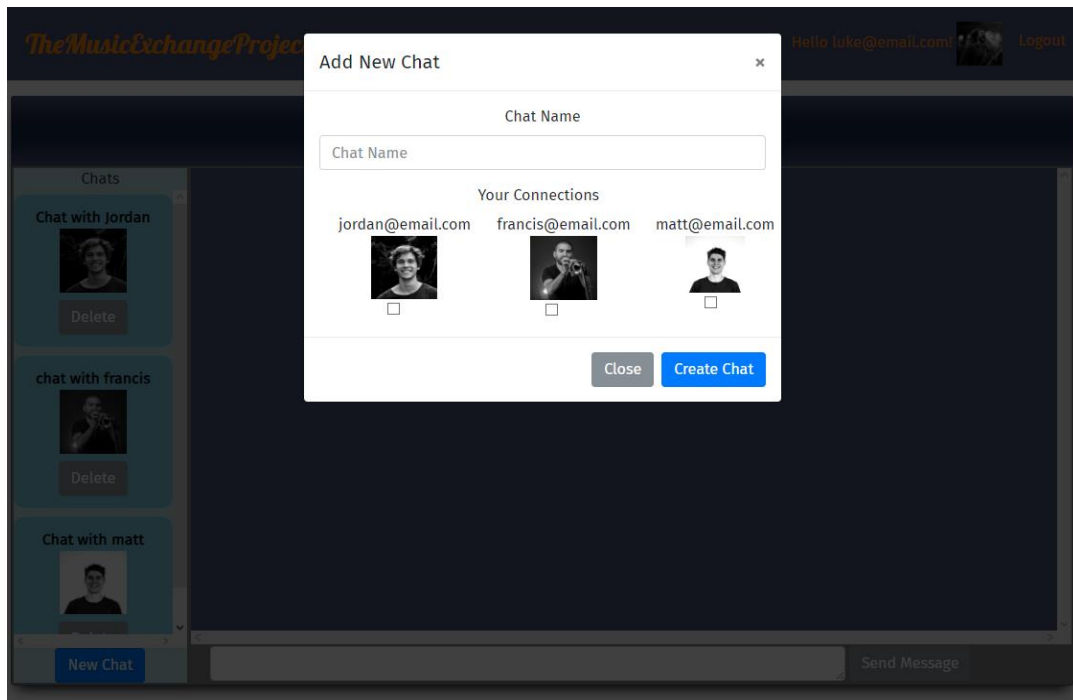 TheMusicExchangeProjec
Hello luke@email.com!
Logout
Add New Chat
×
Chat Name
Chat Name
Your Connections
jordan@email.com
francis@email.com
matt@email.com
Close
Create Chat
Chats
Chat with Jordan
Delete
chat with francis
Delete
Chat with matt
Delete
New Chat
Send Message